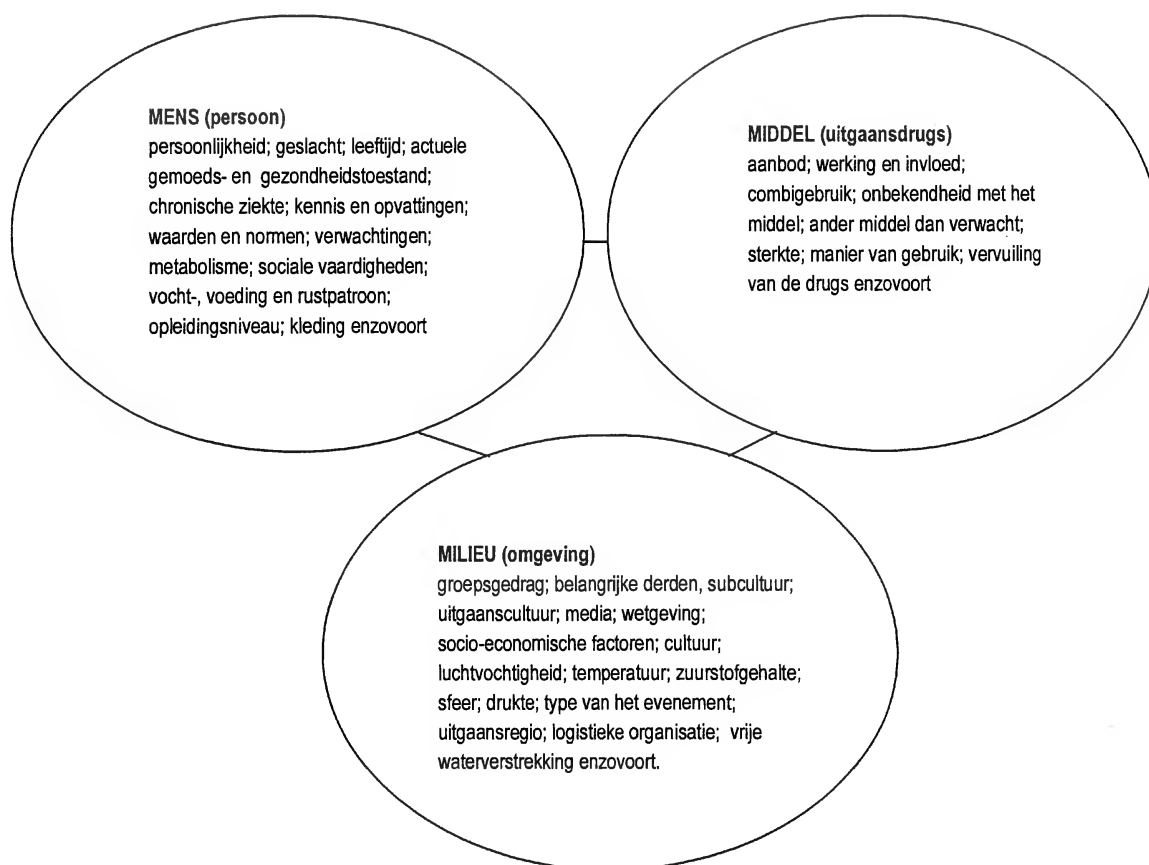 MENS (persoon)
persoonlijkheid; geslacht; leeftijd; actuele
gemoeds- en gezondheidstoestand;
chronische ziekte; kennis en opvattingen;
waarden en normen; verwachtingen;
metabolisme; sociale vaardigheden;
vocht-, voeding en rustpatroon;
opleidingsniveau; kleding enzovoort
MIDDEL (uitgaansdrugs)
aanbod; werking en invloed;
combigebruik; onbekendheid met het
middel; ander middel dan verwacht;
sterkte; manier van gebruik; vervuiling
van de drugs enzovoort
MILIEU (omgeving)
groepsgedrag; belangrijke derden, subcultuur;
uitgaanscultuur; media; wetgeving;
socio-economische factoren; cultuur;
luchtvochtigheid; temperatuur; zuurstofgehalte;
sfeer; drukte; type van het evenement;
uitgaansregio; logistieke organisatie; vrije
waterverstrekking enzovoort.